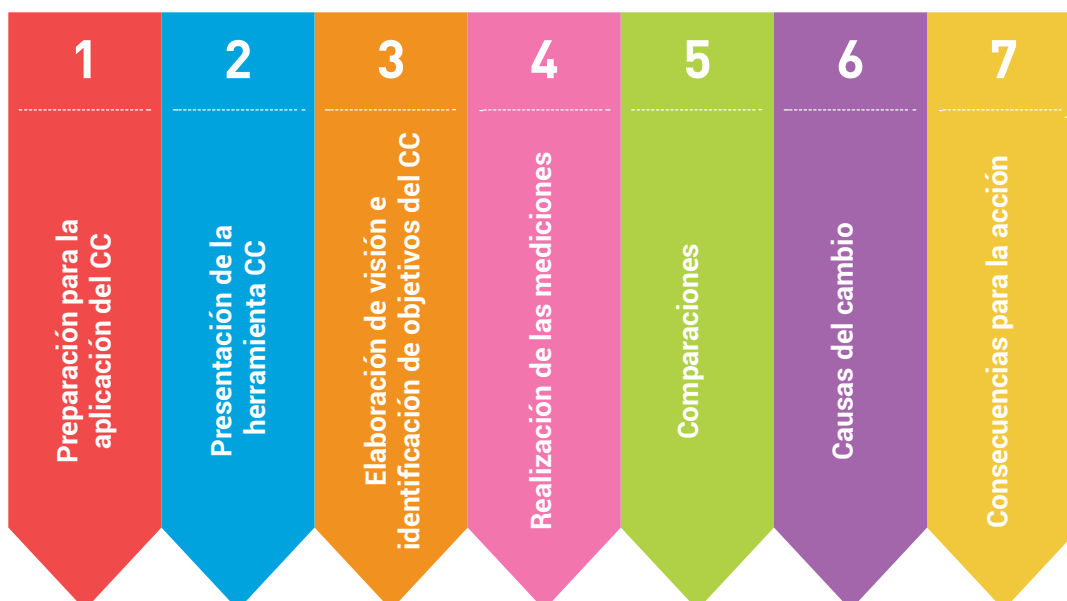 1
Preparación para la
aplicación del CC
2
Presentación de la
herramienta CC
3
Elaboración de visión e
identificación de objetivos del CC
4
Realización de las mediciones
5
Comparaciones
6
Causas del cambio
7
Consecuencias para la acción